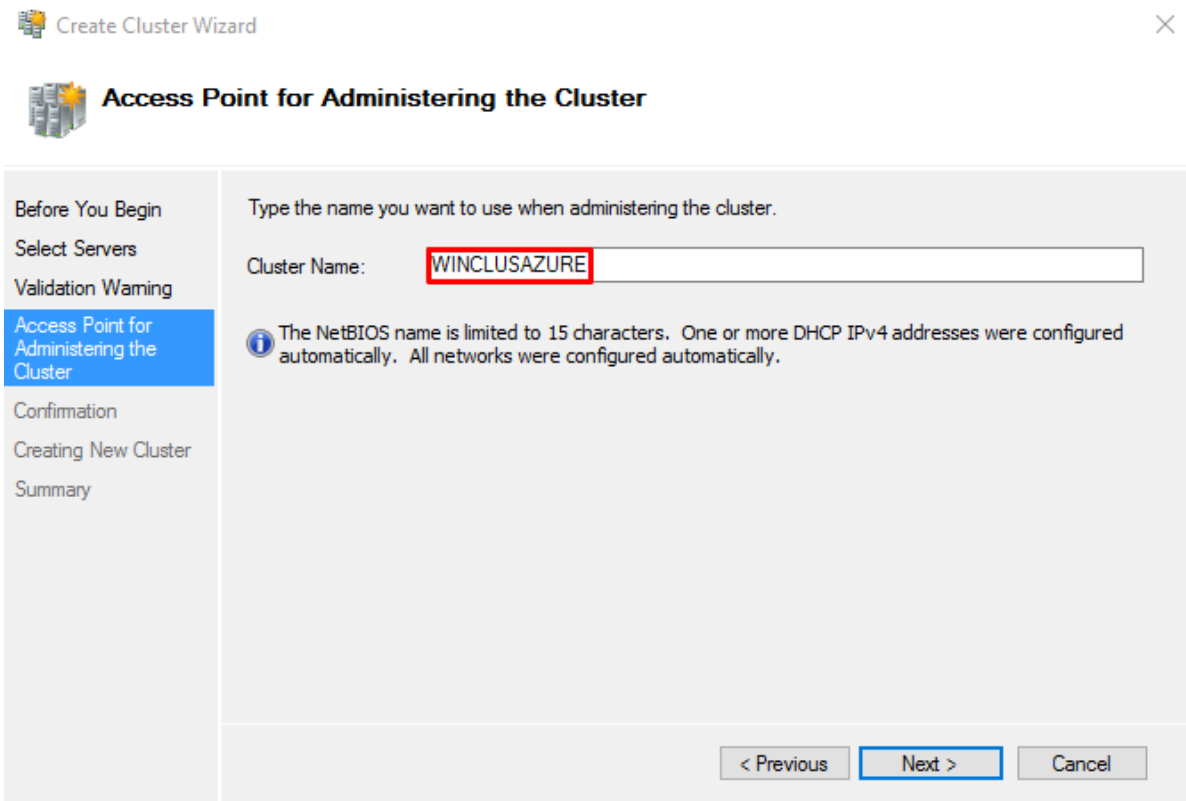 Create Cluster Wizard
Access Point for Administering the Cluster
Before You Begin
Select Servers
Validation Warning
Access Point for
Administering the
Cluster
Confirmation
Creating New Cluster
Summary
Type the name you want to use when administering the cluster.
Cluster Name: WINCLUSAZURE
The NetBIOS name is limited to 15 characters.  One or more DHCP IPv4 addresses were configured
automatically.  All networks were configured automatically.
< Previous Next > Cancel